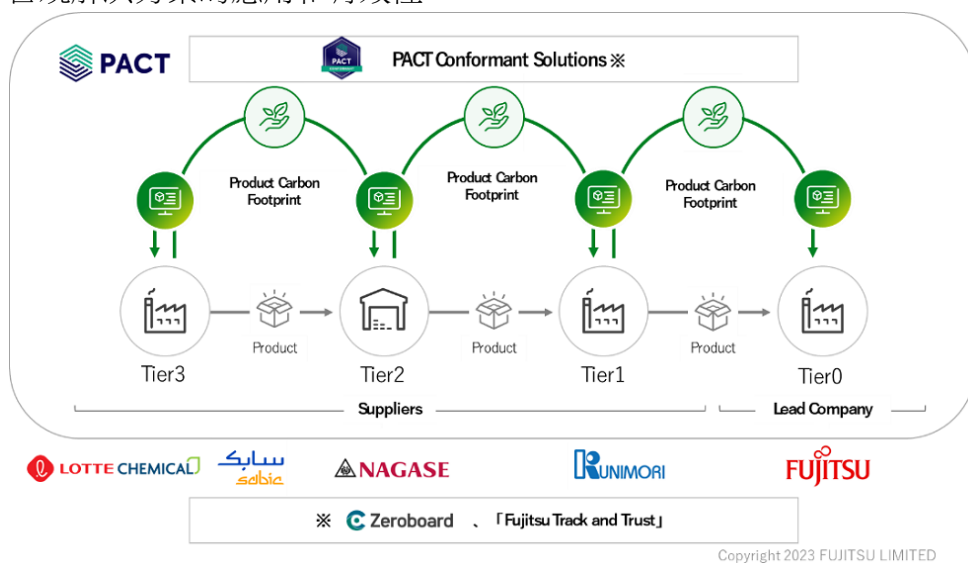 PACT
PACT
PACT Conformant Solutions ※
Product Carbon
Footprint
Product Carbon
Footprint
Product Carbon
Footprint
Product
Product
Product
Tier3
Tier2
Tier1
Tier0
Suppliers
Lead Company
LOTTE CHEMICAL
سابك
sabic
NAGASE
RUNIMORI
FUJITSU
※ Zeroboard 、「Fujitsu Track and Trust」
Copyright 2023 FUJITSU LIMITED